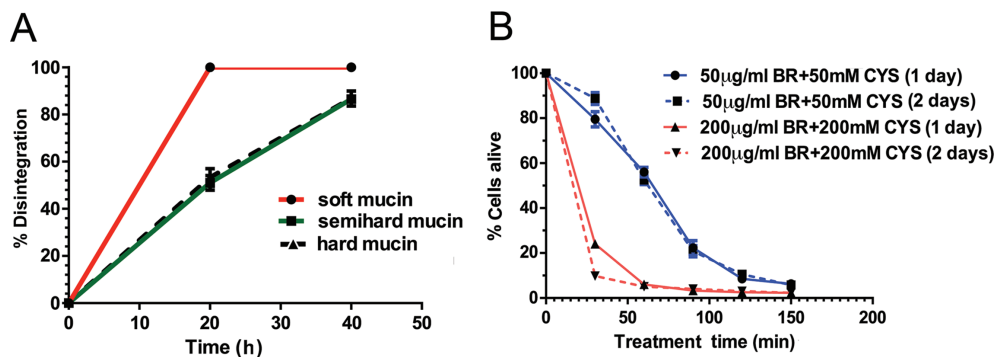 A
100
80
60
40
20
0
% Disintegration
0 10 20 30 40 50
Time (h)
soft mucin
semihard mucin
hard mucin
B
100
80
60
40
20
0
% Cells alive
0 50 100 150 200
Treatment time (min)
50µg/ml BR+50mM CYS (1 day)
50µg/ml BR+50mM CYS (2 days)
200µg/ml BR+200mM CYS (1 day)
200µg/ml BR+200mM CYS (2 days)